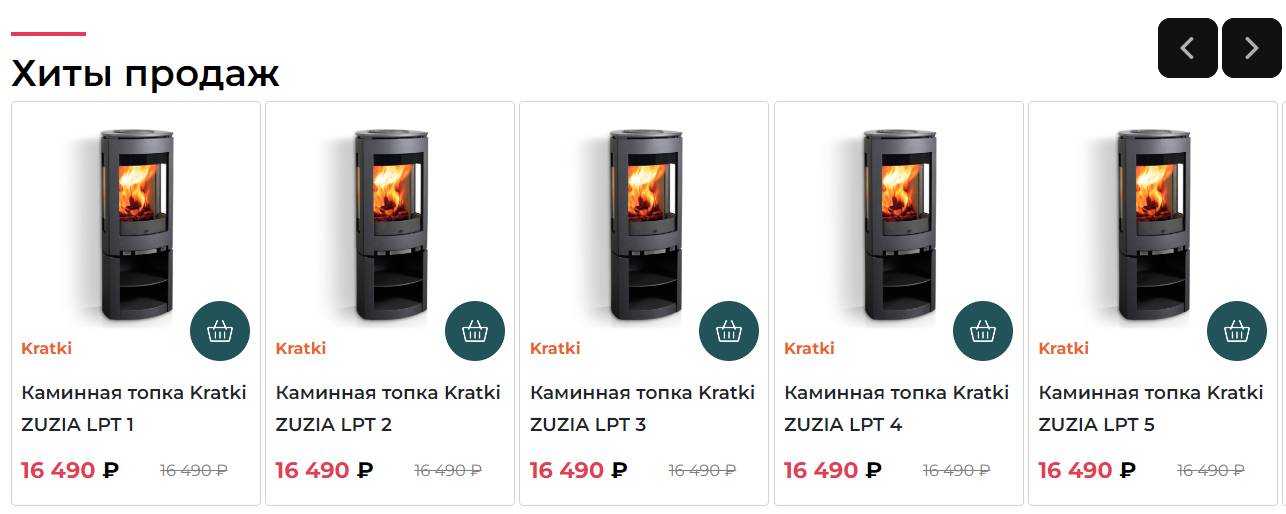 Хиты продаж
Kratki
Каминная топка Kratki
ZUZIA LPT 1
16 490 ₽ 16 490 ₽
Kratki
Каминная топка Kratki
ZUZIA LPT 2
16 490 ₽ 16 490 ₽
Kratki
Каминная топка Kratki
ZUZIA LPT 3
16 490 ₽ 16 490 ₽
Kratki
Каминная топка Kratki
ZUZIA LPT 4
16 490 ₽ 16 490 ₽
Kratki
Каминная топка Kratki
ZUZIA LPT 5
16 490 ₽ 16 490 ₽